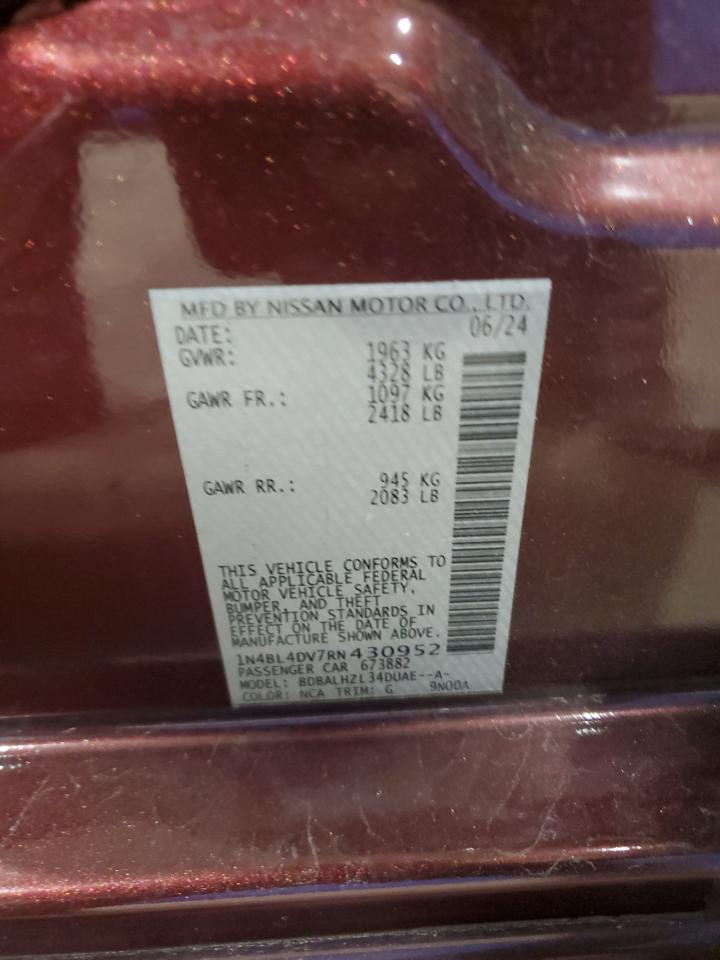 MFD BY NISSAN MOTOR CO., LTD.
DATE: 06/24
GVWR: 1963 KG
4328 LB
GAWR FR.: 1097 KG
2418 LB
GAWR RR.: 945 KG
2083 LB
THIS VEHICLE CONFORMS TO
ALL APPLICABLE FEDERAL
MOTOR VEHICLE SAFETY,
BUMPER, AND THEFT
PREVENTION STANDARDS IN
EFFECT ON THE DATE OF
MANUFACTURE SHOWN ABOVE.
1N4BL4DV7RN430952
PASSENGER CAR 673882
MODEL: BDBALHZL34DUAE--A-
COLOR: NCA TRIM: G 9N00A